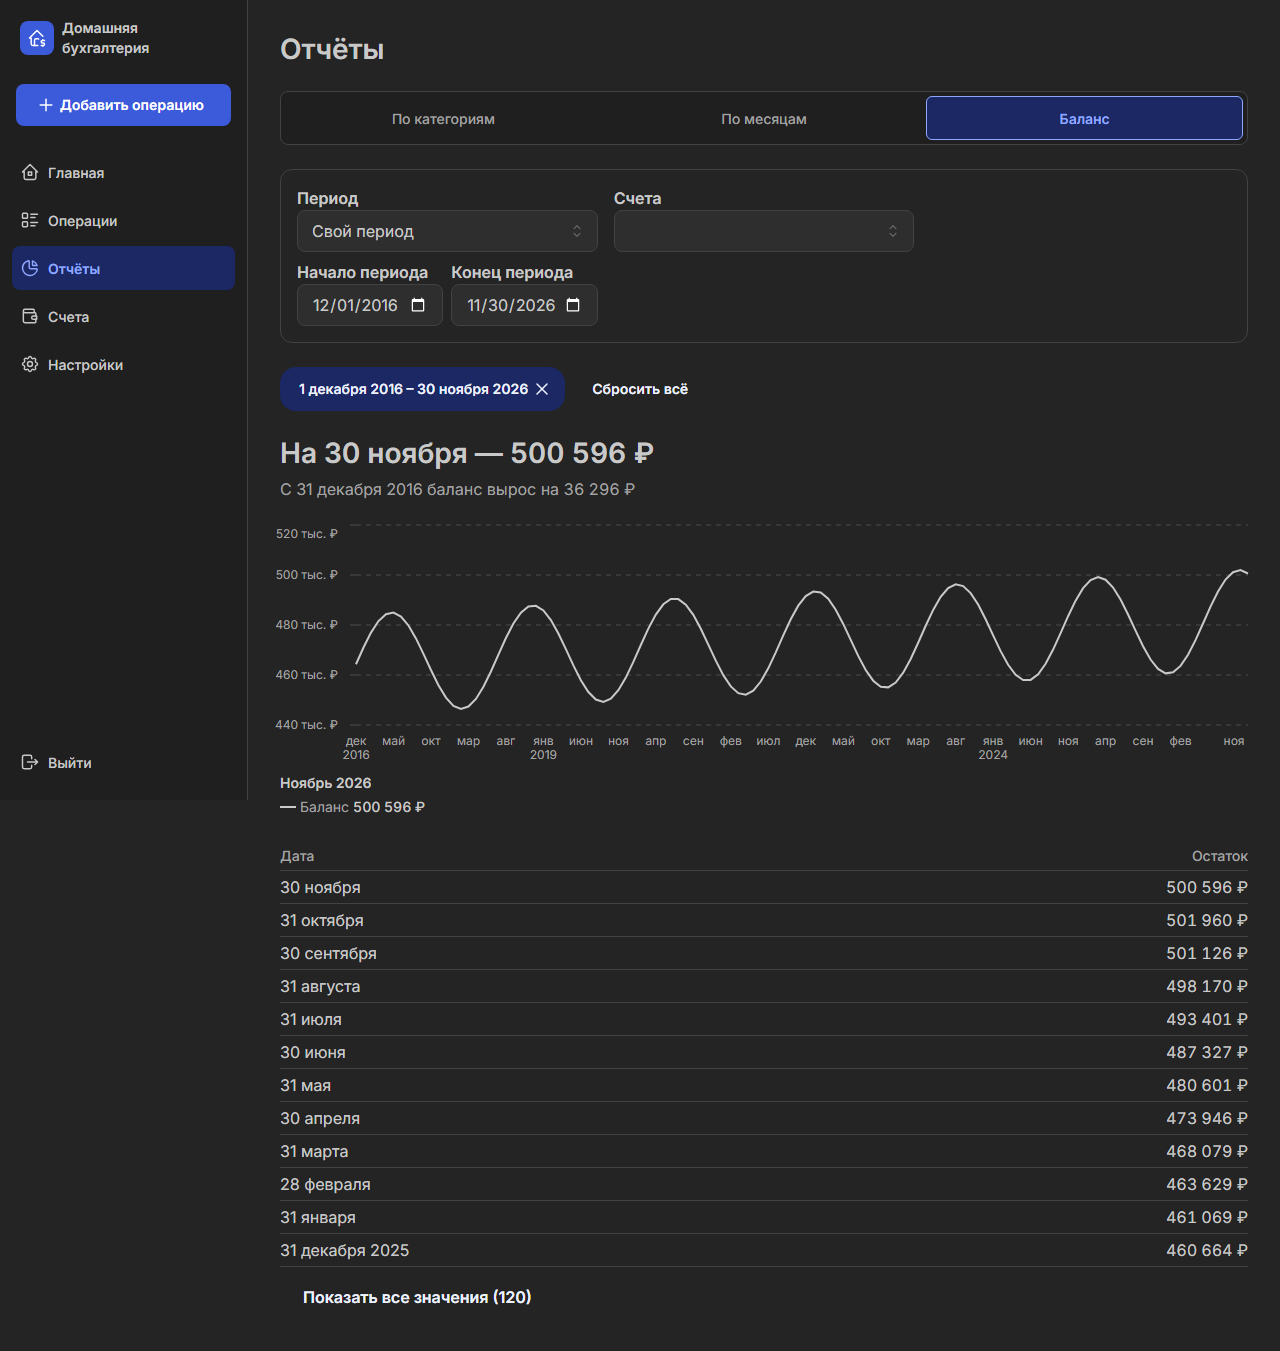 Домашняя
бухгалтерия
Добавить операцию
Главная
Операции
Отчёты
Счета
Настройки
Выйти
Отчёты
По категориям
По месяцам
Баланс
Период
Счета
Свой период
Начало периода
Конец периода
12/01/2016
11/30/2026
1 декабря 2016 – 30 ноября 2026
Сбросить всё
На 30 ноября — 500 596 ₽
С 31 декабря 2016 баланс вырос на 36 296 ₽
520 тыс. ₽
500 тыс. ₽
480 тыс. ₽
460 тыс. ₽
440 тыс. ₽
дек май окт мар авг янв июн ноя апр сен фев июл дек май окт мар авг янв июн ноя апр сен фев ноя
2016 2019 2024
Ноябрь 2026
Баланс 500 596 ₽
Дата Остаток
30 ноября 500 596 ₽
31 октября 501 960 ₽
30 сентября 501 126 ₽
31 августа 498 170 ₽
31 июля 493 401 ₽
30 июня 487 327 ₽
31 мая 480 601 ₽
30 апреля 473 946 ₽
31 марта 468 079 ₽
28 февраля 463 629 ₽
31 января 461 069 ₽
31 декабря 2025 460 664 ₽
Показать все значения (120)